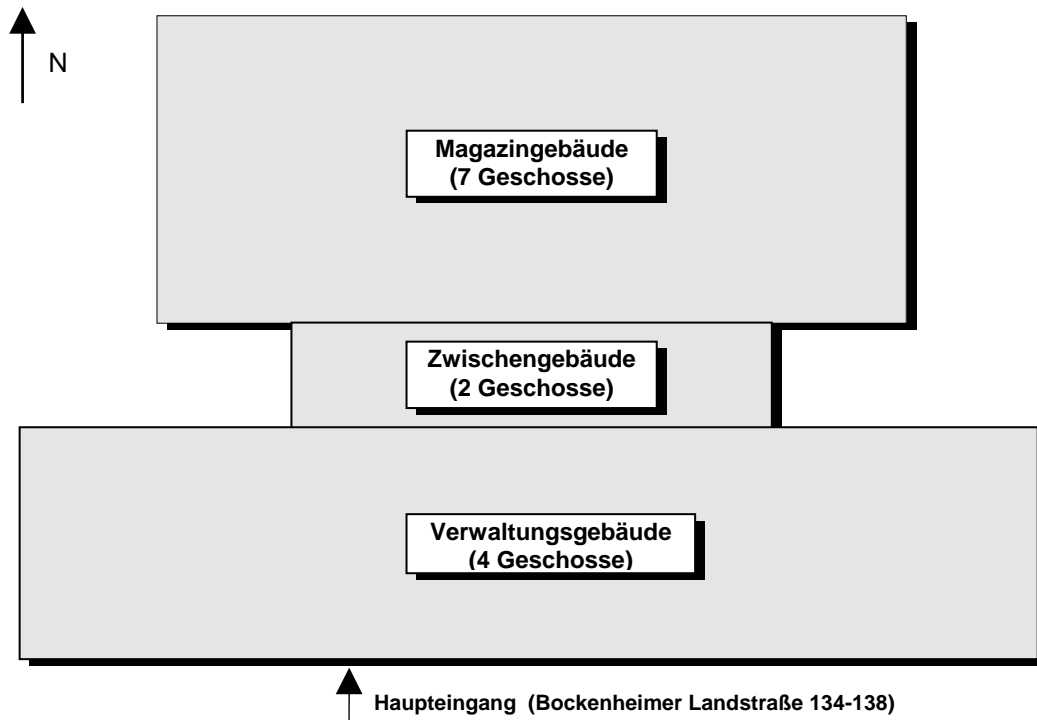 N
Magazingebäude
(7 Geschosse)
Zwischengebäude
(2 Geschosse)
Verwaltungsgebäude
(4 Geschosse)
Haupteingang (Bockenheimer Landstraße 134-138)